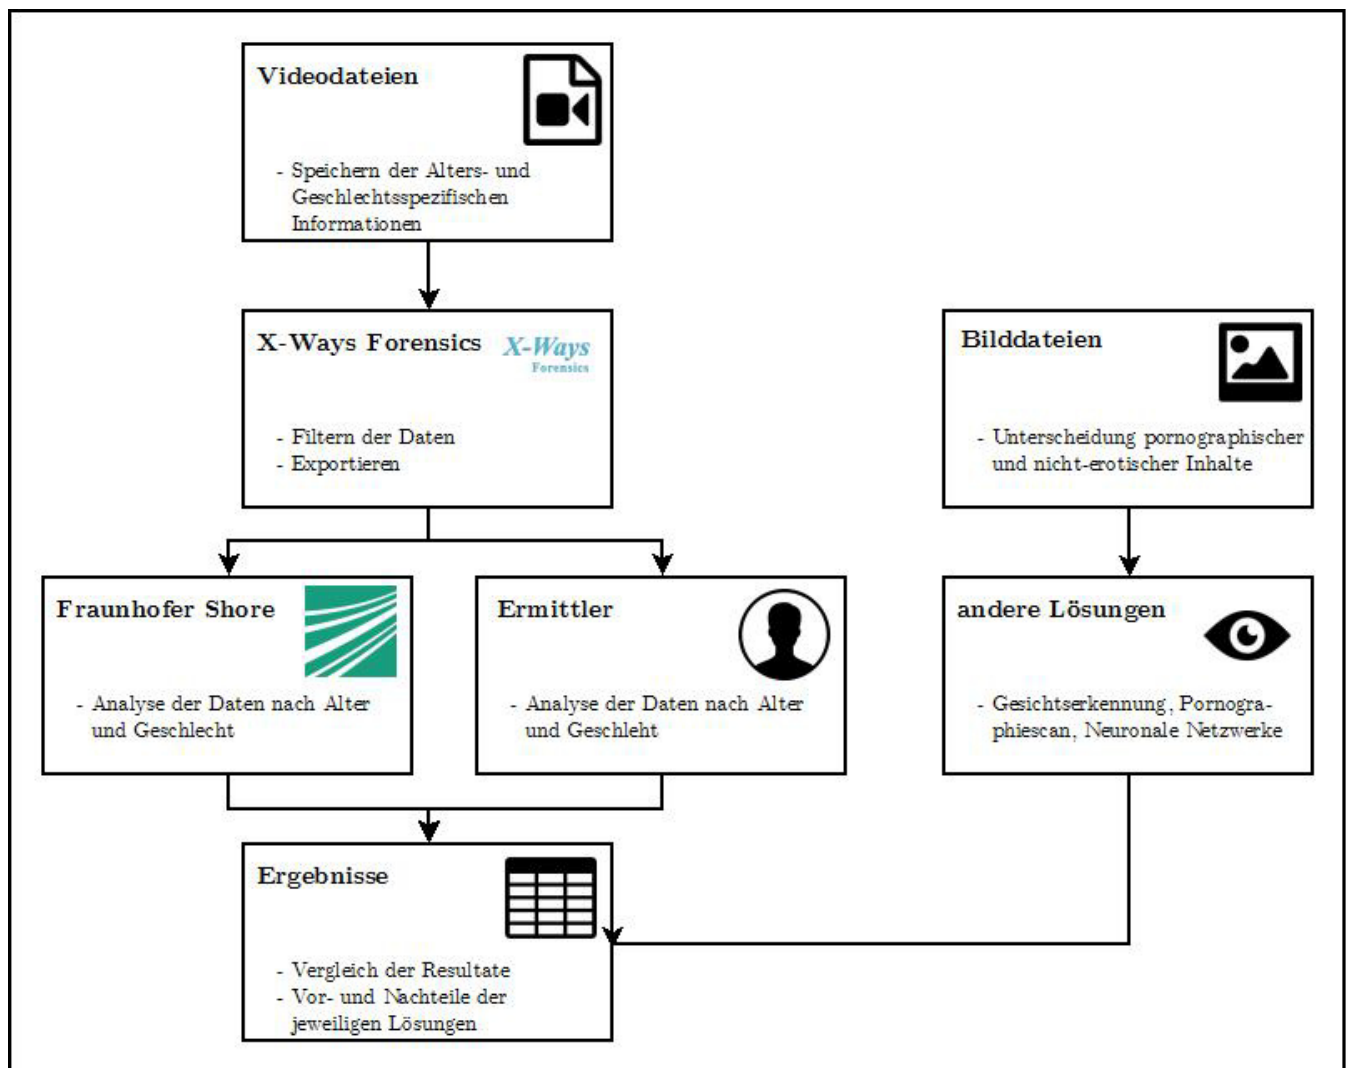 Videodateien
- Speichern der Alters- und
Geschlechtsspezifischen
Informationen
X-Ways Forensics
X-Ways
Forensics
- Filtern der Daten
- Exportieren
Bilddateien
- Unterscheidung pornographischer
und nicht-erotischer Inhalte
Fraunhofer Shore
- Analyse der Daten nach Alter
und Geschlecht
Ermittler
- Analyse der Daten nach Alter
und Geschleht
andere Lösungen
- Gesichtserkennung, Pornogra-
phiescan, Neuronale Netzwerke
Ergebnisse
- Vergleich der Resultate
- Vor- und Nachteile der
jeweiligen Lösungen